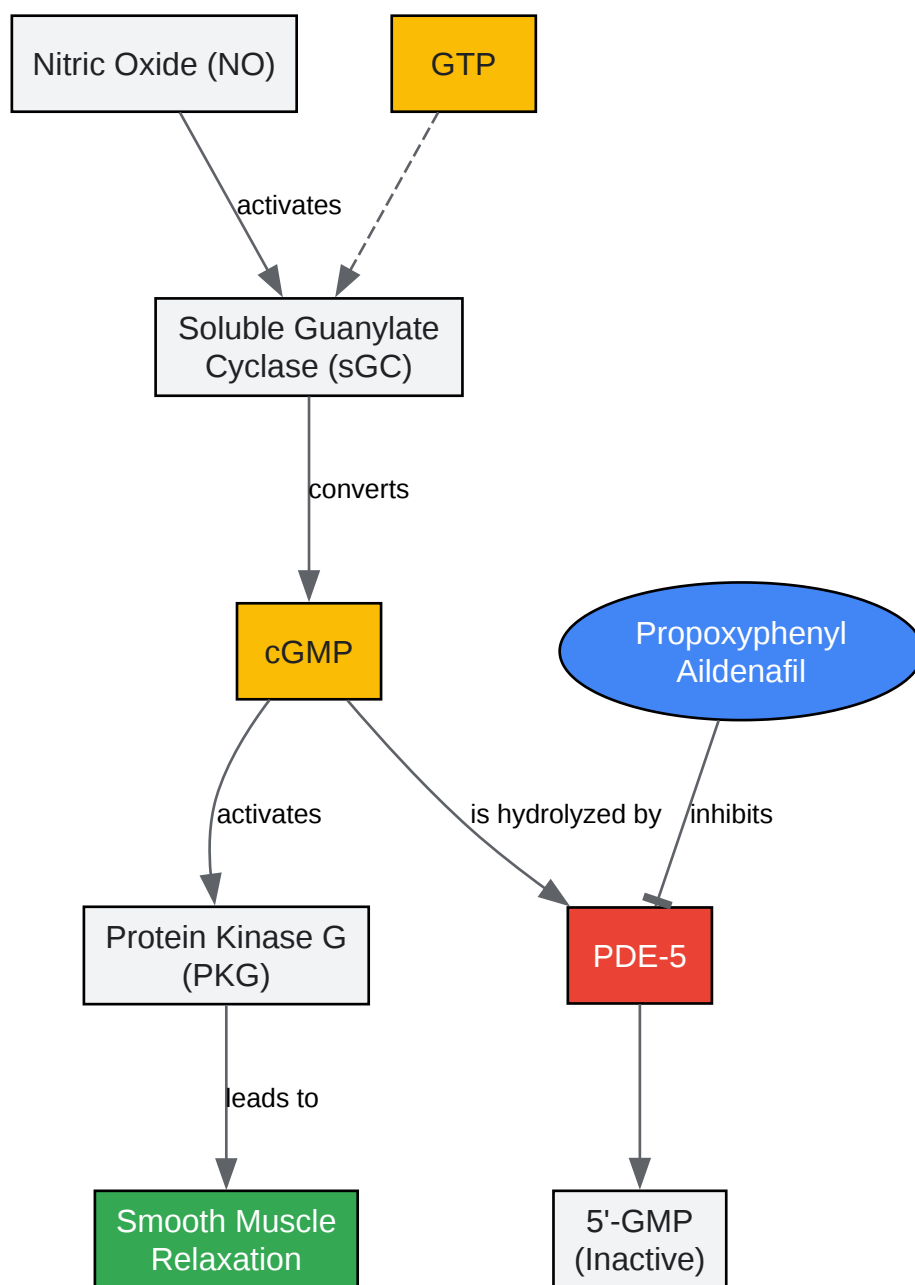 Nitric Oxide (NO)
GTP
activates
Soluble Guanylate
Cyclase (sGC)
converts
cGMP
Propoxyphenyl
Aildenafil
activates
is hydrolyzed by
inhibits
Protein Kinase G
(PKG)
PDE-5
leads to
Smooth Muscle
Relaxation
5'-GMP
(Inactive)